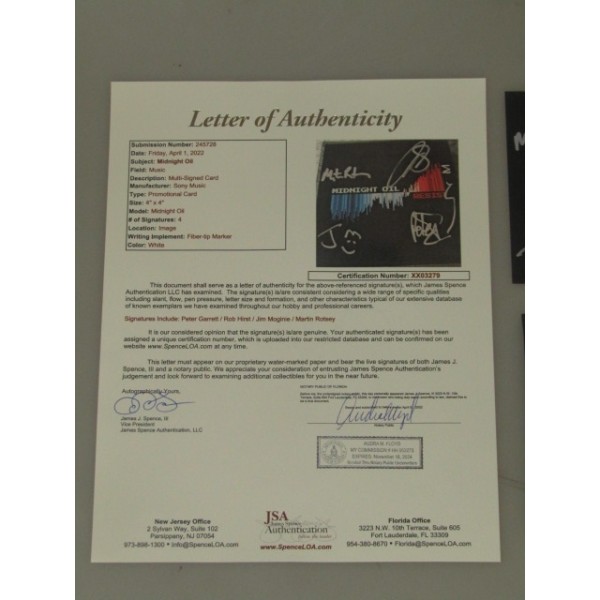 Letter of Authenticity
Submission Number: 245728
Date: Friday, April 1, 2022
Subject: Midnight Oil
Field: Music
Description: Multi-Signed Card
Manufacturer: Sony Music
Type: Promotional Card
Size: 4" x 4"
Model: Midnight Oil
# of Signatures: 4
Location: Image
Writing Implement: Fiber-tip Marker
Color: White
MIDNIGHT OIL
RESIS
M
Certification Number: XX03279
This document shall serve as a letter of authenticity for the above-referenced signature(s), which James Spence
Authentication LLC has examined. The signature(s) is/are consistent considering a wide range of specific qualities
including slant, flow, pen pressure, letter size and formation, and other characteristics typical of our extensive database
of known exemplars we have examined throughout our hobby and professional careers.
Signatures Include: Peter Garrett / Rob Hirst / Jim Moginie / Martin Rotsey
It is our considered opinion that the signature(s) is/are genuine. Your authenticated signature(s) has been
assigned a unique certification number, which is uploaded into our restricted database and can be confirmed on our
website www.SpenceLOA.com at any time.
This letter must appear on our proprietary water-marked paper and bear the live signatures of both James J.
Spence, III and a notary public. We appreciate your consideration of entrusting James Spence Authentication's
judgement and look forward to examining additional collectibles for you in the near future.
Autographically Yours,
James J. Spence, III
Vice President
James Spence Authentication, LLC
NOTARY PUBLIC OF FLORIDA
New Jersey Office
2 Sylvan Way, Suite 102
Parsippany, NJ 07054
973-898-1300 • Info@SpenceLOA.com
JSA
James Spence
Authentication
www.SpenceLOA.com
Florida Office
3223 N.W. 10th Terrace, Suite 605
Fort Lauderdale, FL 33309
954-380-8670 • Florida@SpenceLOA.com